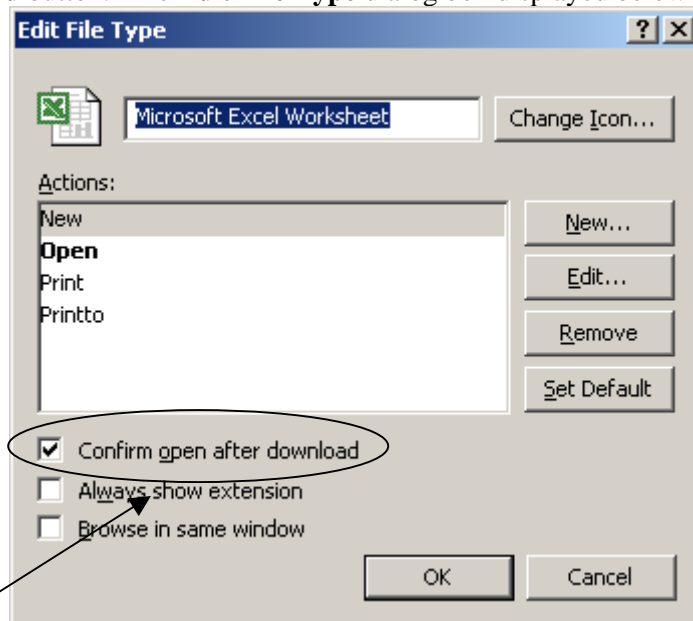 Edit File Type
Microsoft Excel Worksheet
Change Icon...
Actions:
New
Open
Print
Printto
New...
Edit...
Remove
Set Default
Confirm open after download
Always show extension
Browse in same window
OK
Cancel